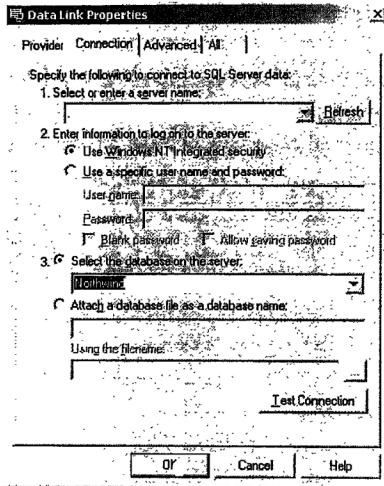 Data Link Properties
Provider Connection Advanced All
Specify the following to connect to SQL Server data:
1. Select or enter a server name:
Refresh
2. Enter information to log on to the server:
Use Windows NT Integrated security
Use a specific user name and password:
User name:
Password:
Blank password Allow saving password
3. Select the database on the server:
Northwind
Attach a database file as a database name:
Using the filename:
...
Test Connection
OK Cancel Help